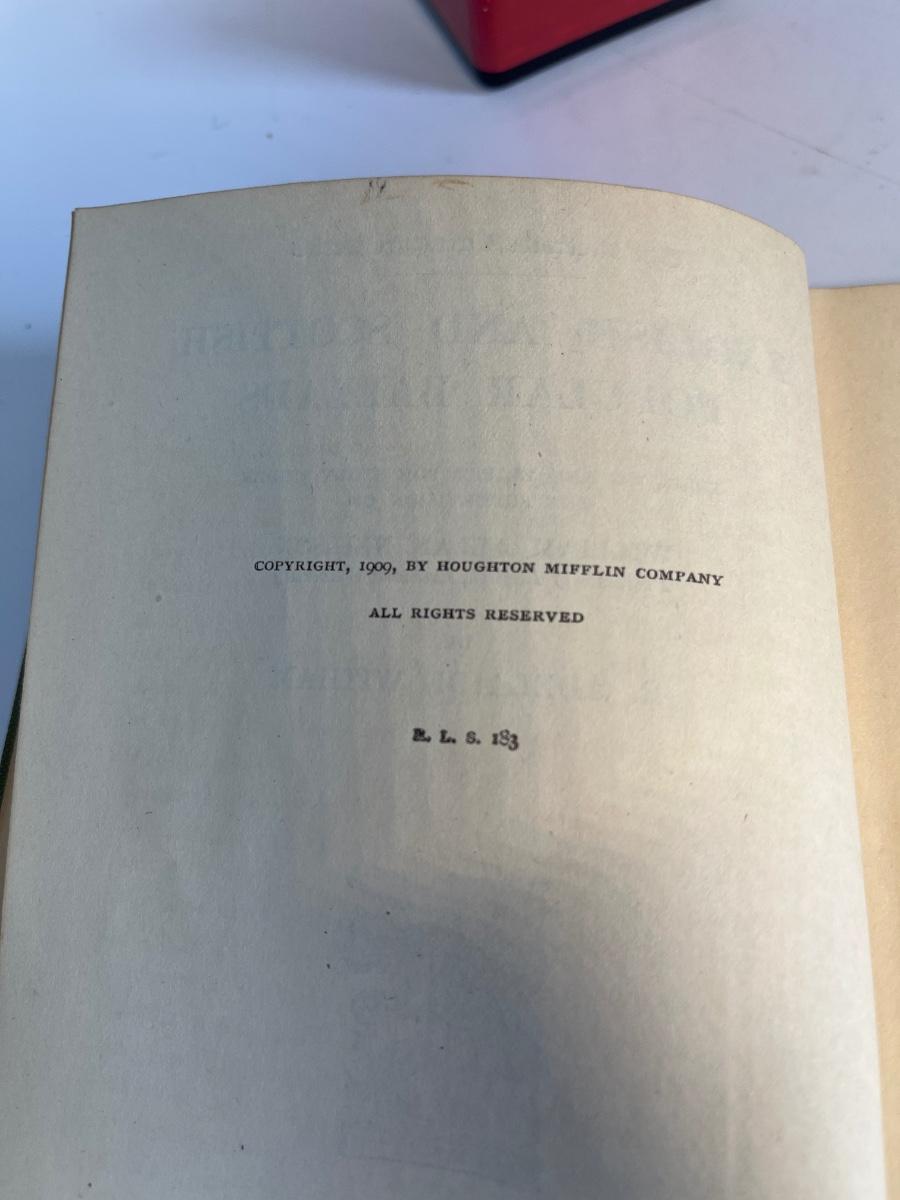 COPYRIGHT, 1909, BY HOUGHTON MIFFLIN COMPANY
ALL RIGHTS RESERVED
R. L. S. 183